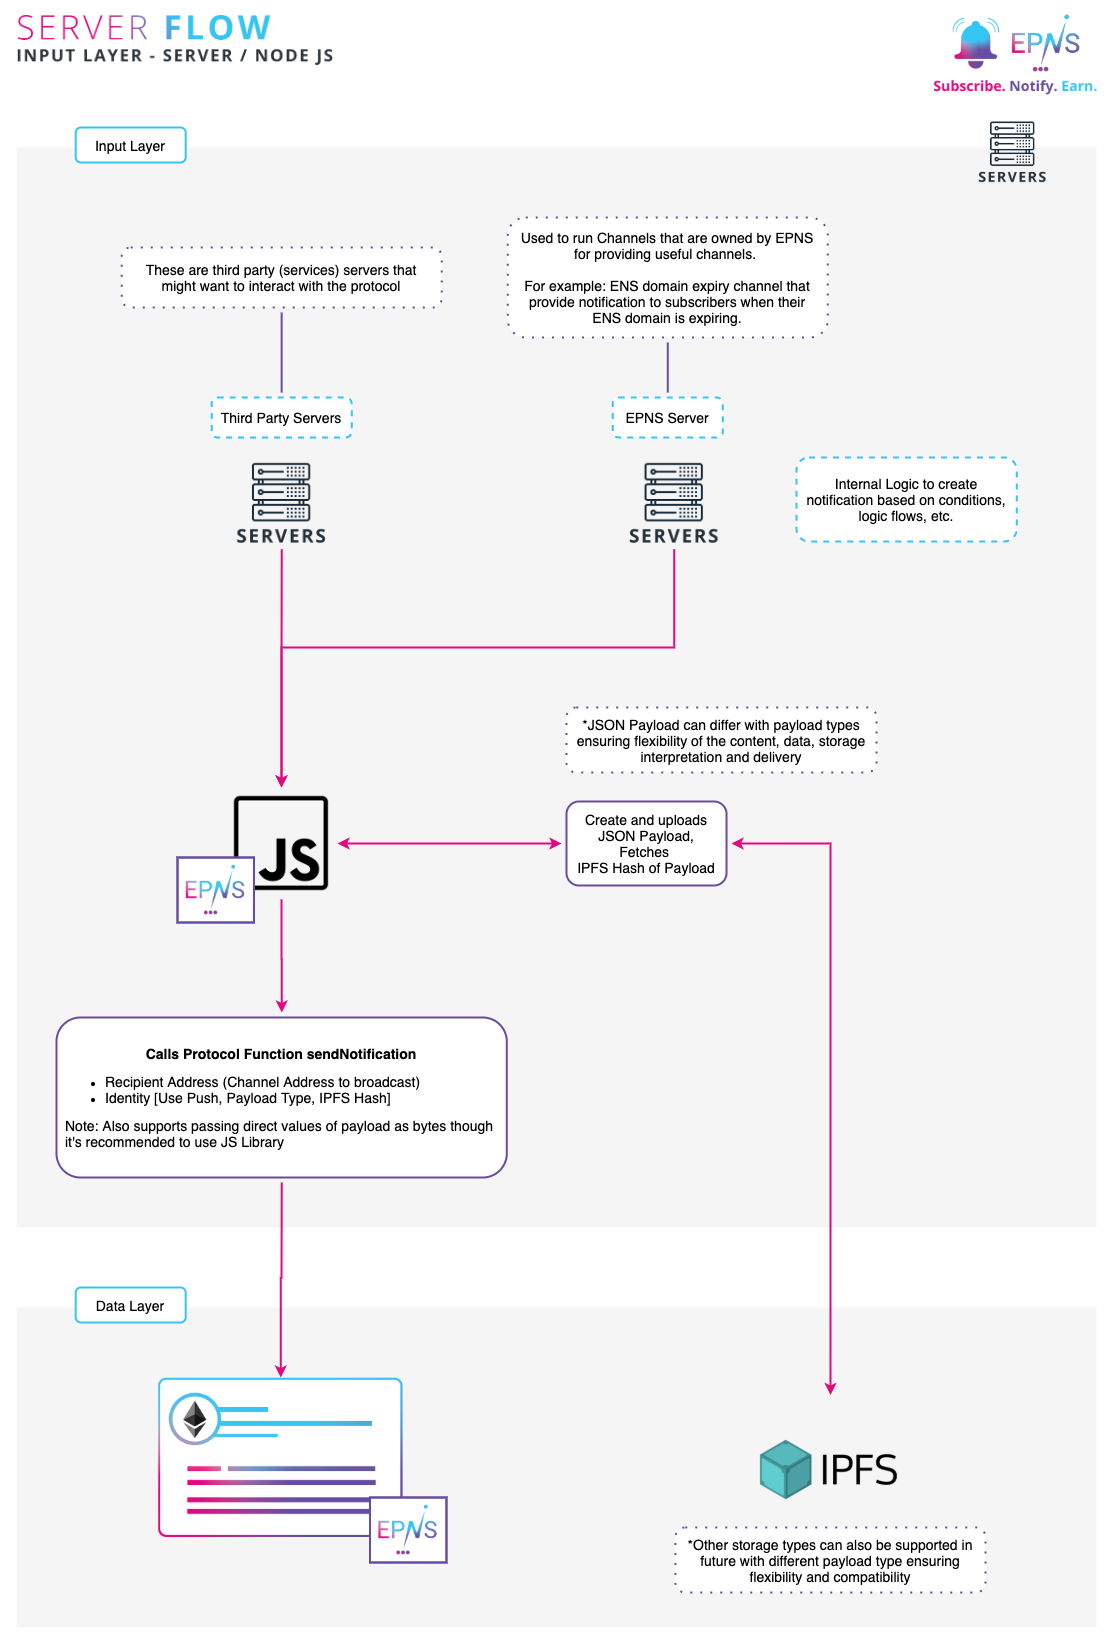 SERVER FLOW
INPUT LAYER - SERVER / NODE JS
EPNS
Subscribe. Notify. Earn.
Input Layer
SERVERS
These are third party (services) servers that
might want to interact with the protocol
Used to run Channels that are owned by EPNS
for providing useful channels.
For example: ENS domain expiry channel that
provide notification to subscribers when their
ENS domain is expiring.
Third Party Servers
EPNS Server
SERVERS
SERVERS
Internal Logic to create
notification based on conditions,
logic flows, etc.
*JSON Payload can differ with payload types
ensuring flexibility of the content, data, storage
interpretation and delivery
JS
EPNS
Create and uploads
JSON Payload,
Fetches
IPFS Hash of Payload
Calls Protocol Function sendNotification
• Recipient Address (Channel Address to broadcast)
• Identity [Use Push, Payload Type, IPFS Hash]
Note: Also supports passing direct values of payload as bytes though
it's recommended to use JS Library
Data Layer
EPNS
IPFS
*Other storage types can also be supported in
future with different payload type ensuring
flexibility and compatibility